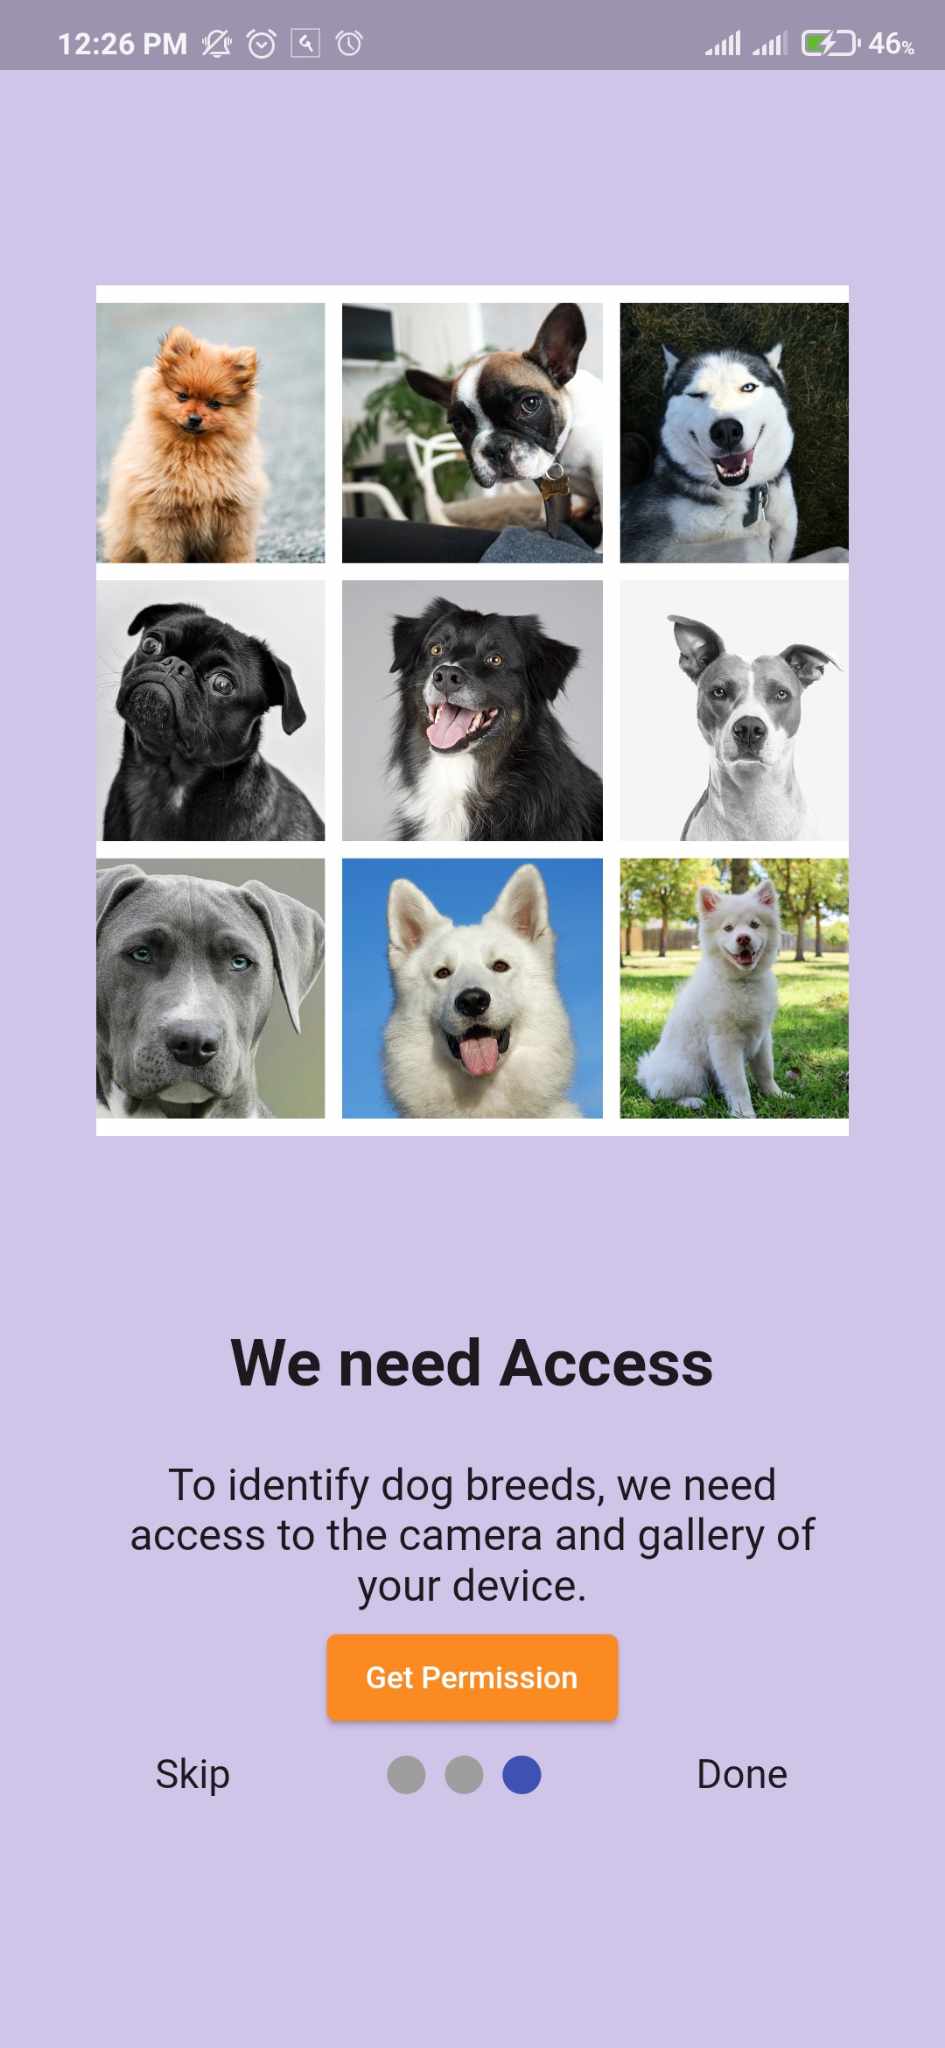 12:26 PM
46%
We need Access
To identify dog breeds, we need
access to the camera and gallery of
your device.
Get Permission
Skip
Done